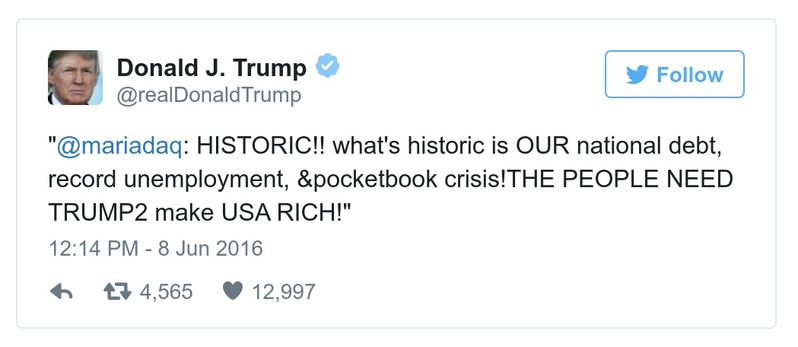 Donald J. Trump
@realDonaldTrump
Follow
"@mariadaq: HISTORIC!! what's historic is OUR national debt,
record unemployment, &pocketbook crisis!THE PEOPLE NEED
TRUMP2 make USA RICH!"
12:14 PM - 8 Jun 2016
4,565 12,997